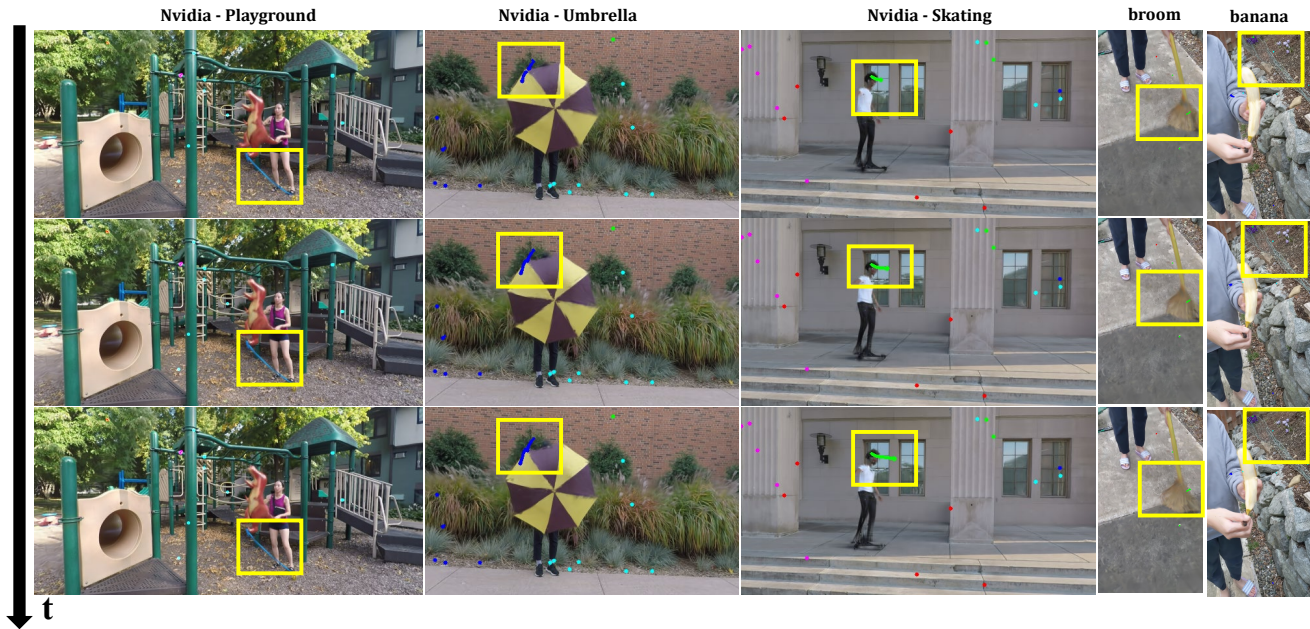 Nvidia - Playground
Nvidia - Umbrella
Nvidia - Skating
broom
banana
t